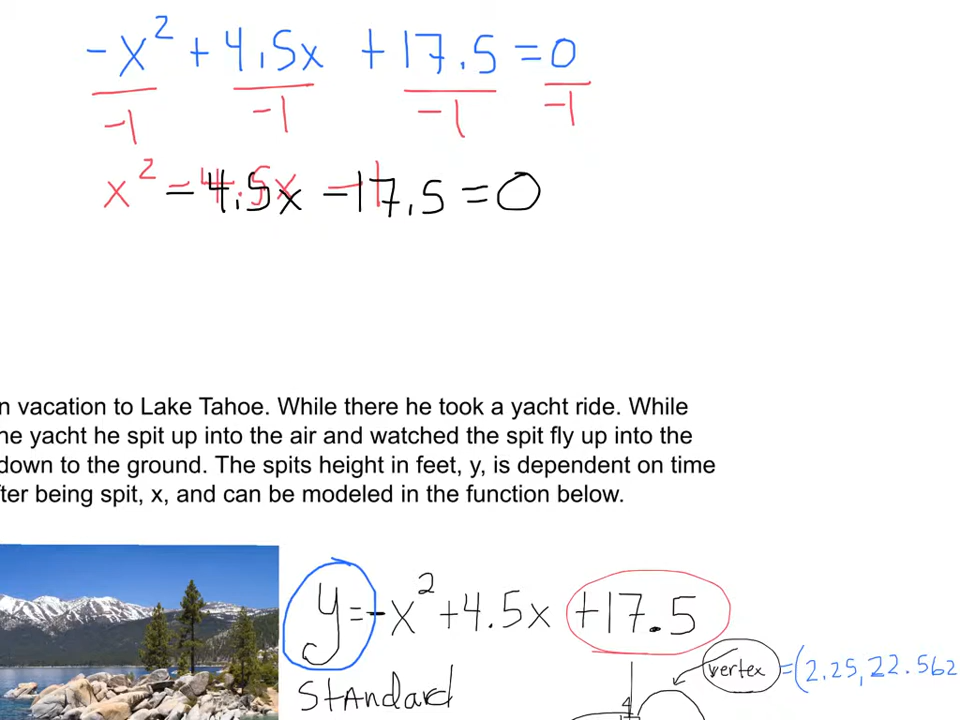 -x² + 4.5x + 17.5 = 0
-1 -1 -1 -1
x² - 4.5x - 17.5 = 0
n vacation to Lake Tahoe. While there he took a yacht ride. While
he yacht he spit up into the air and watched the spit fly up into the
down to the ground. The spits height in feet, y, is dependent on time
fter being spit, x, and can be modeled in the function below.
y = -x² + 4.5x + 17.5
vertex = (2.25, 22.562
Standard
4